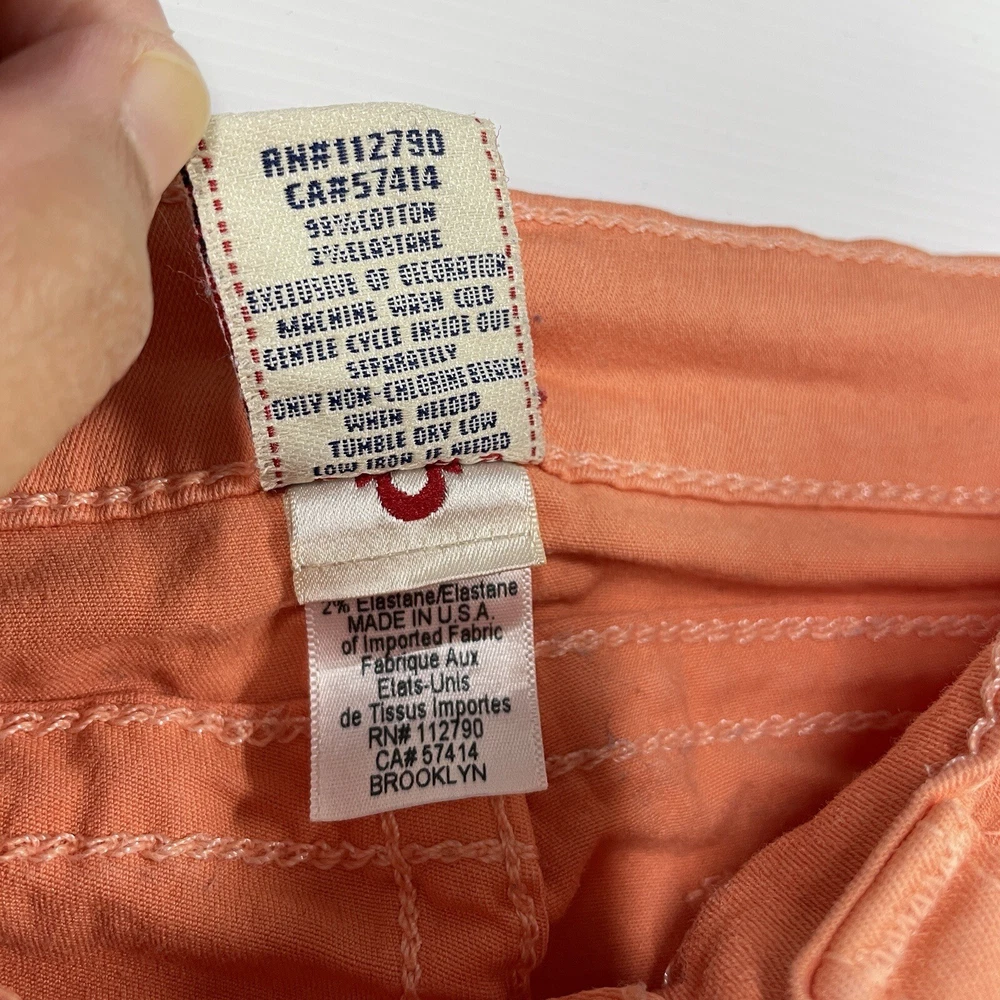 RN#112790
CA#57414
98%COTTON
2%ELASTANE
EXCLUSIVE OF DECORATION
MACHINE WASH COLD
GENTLE CYCLE INSIDE OUT
SEPARATELY
ONLY NON-CHLORINE BLEACH
WHEN NEEDED
TUMBLE DRY LOW
LOW IRON IF NEEDED
2% Elastane/Elastane
MADE IN U.S.A.
of Imported Fabric
Fabrique Aux
Etats-Unis
de Tissus Importes
RN# 112790
CA# 57414
BROOKLYN